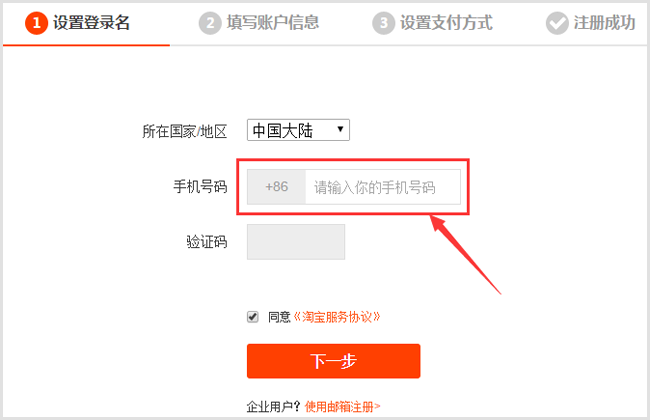 1 设置登录名 2 填写账户信息 3 设置支付方式 注册成功
所在国家/地区 中国大陆
手机号码 +86 请输入你的手机号码
验证码
同意《淘宝服务协议》
下一步
企业用户？使用邮箱注册>